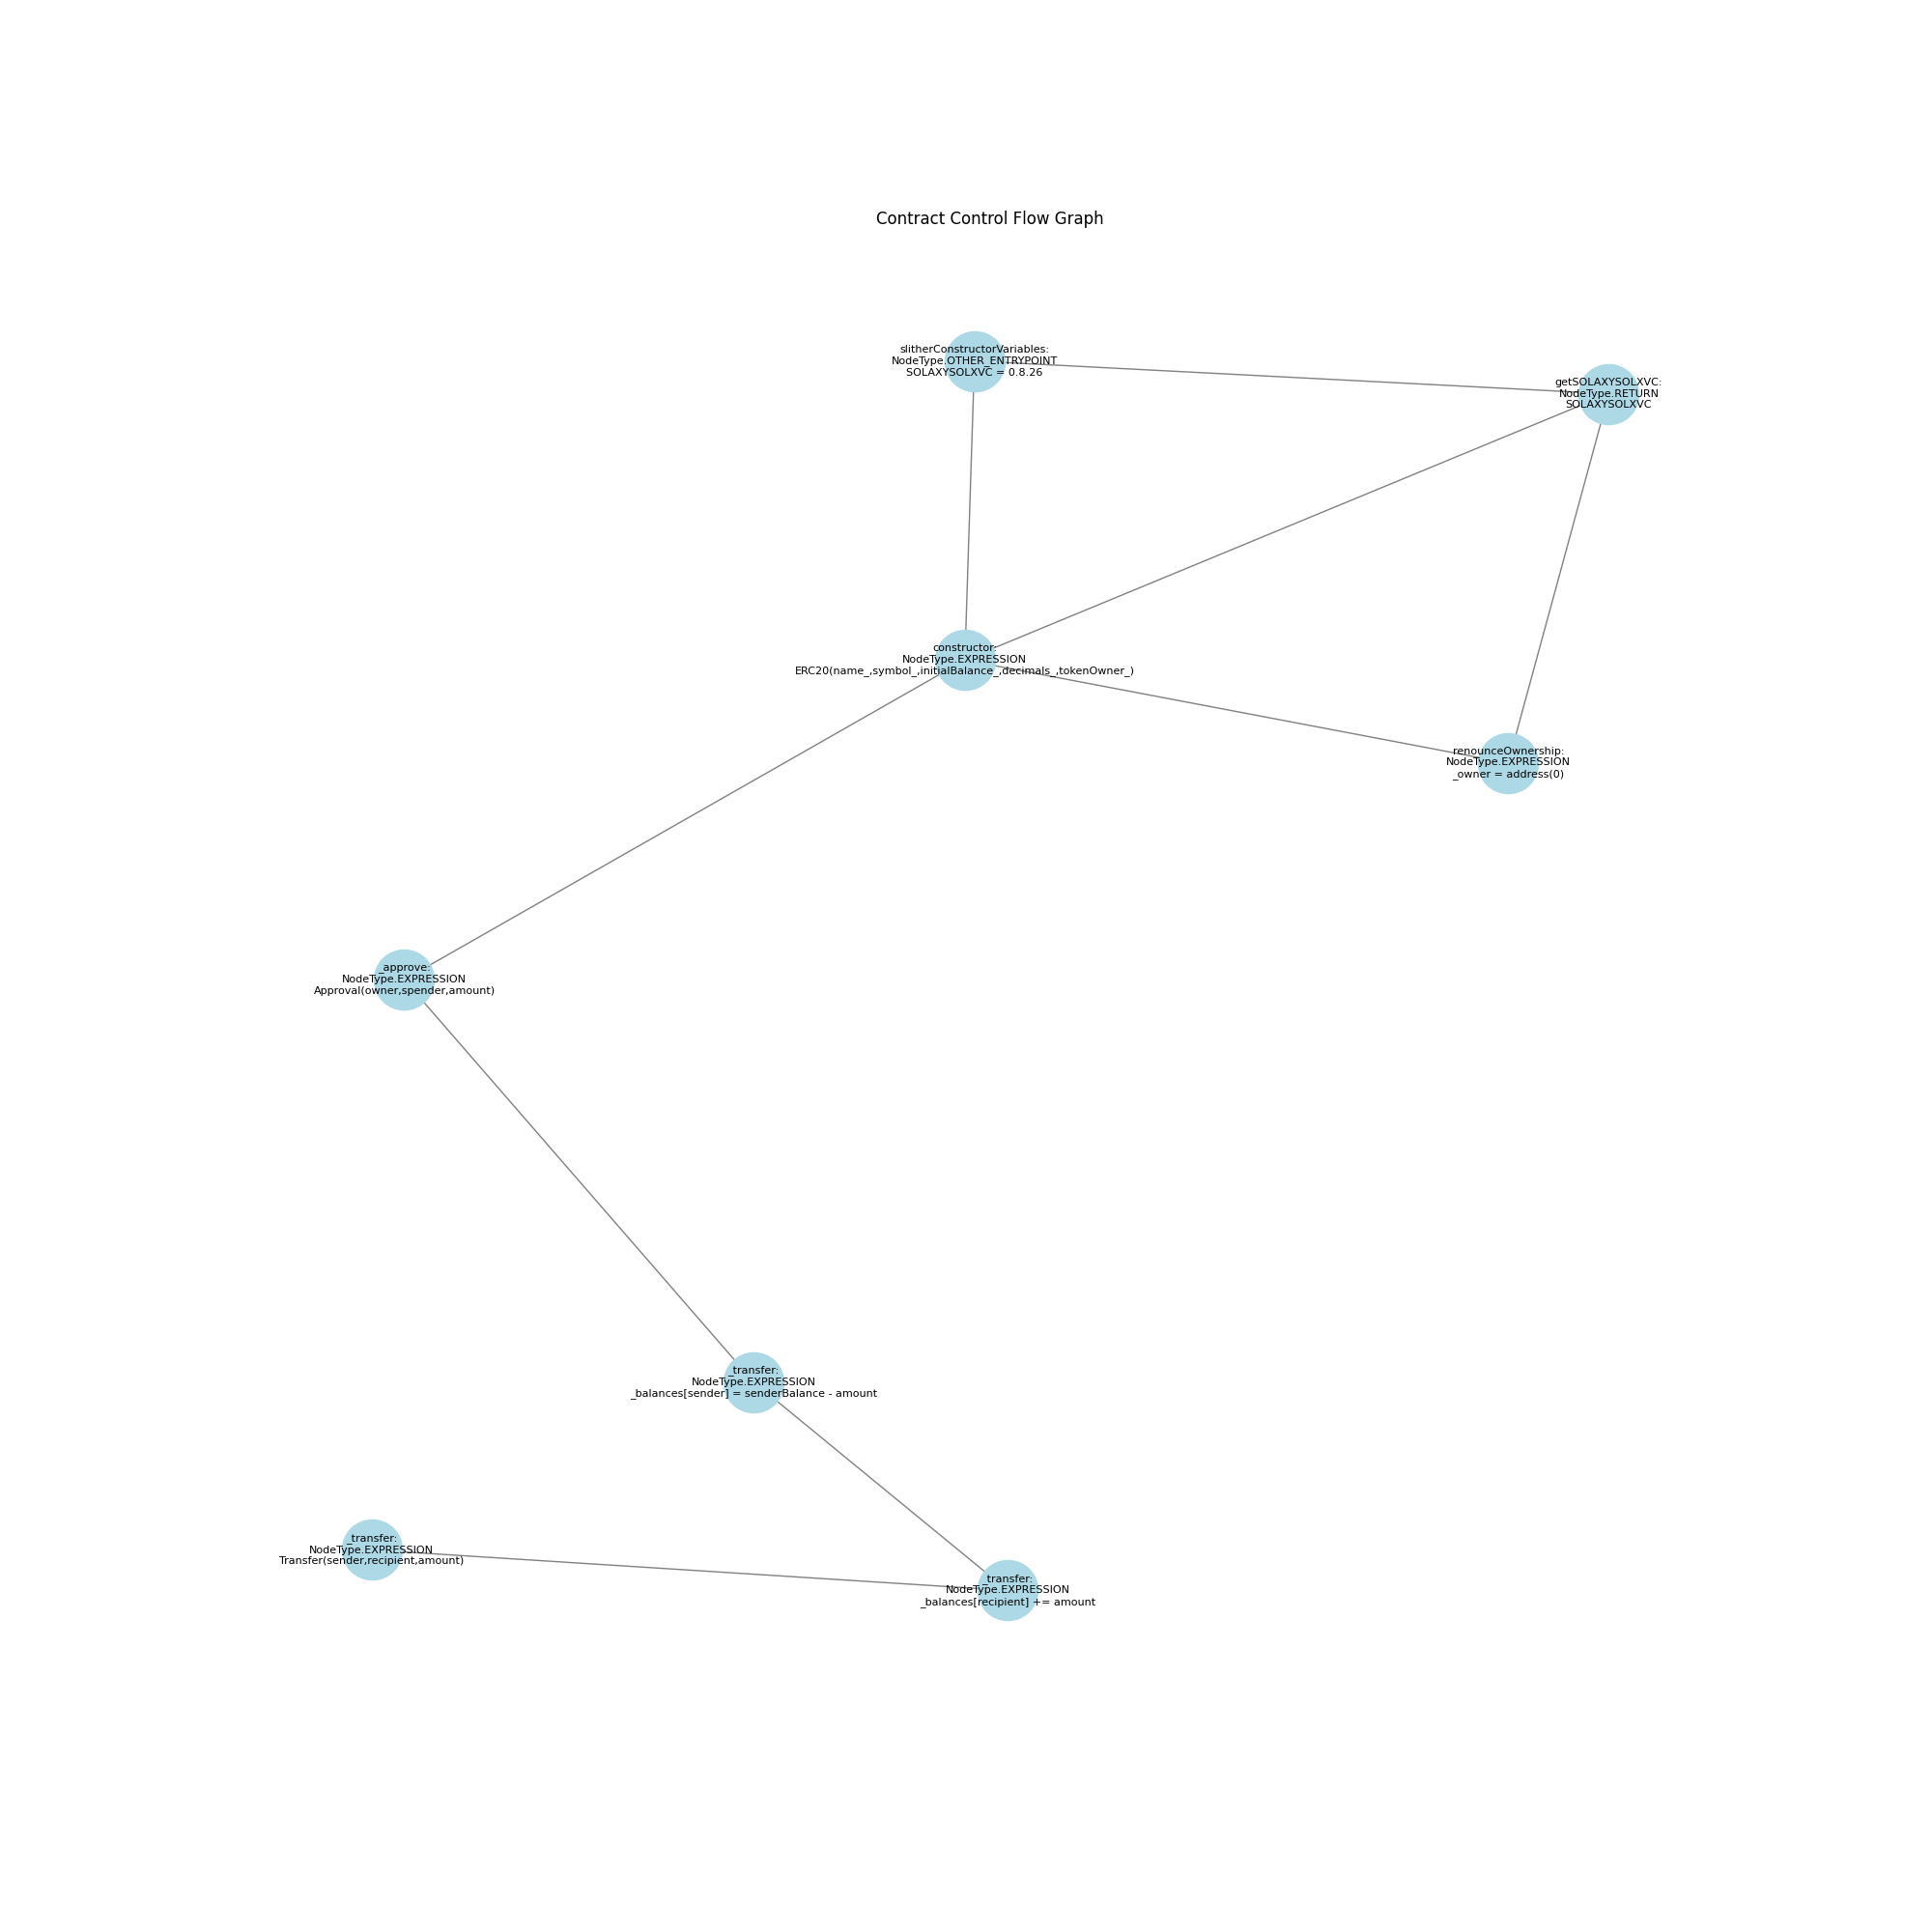 Contract Control Flow Graph
slitherConstructorVariables:
NodeType.OTHER_ENTRYPOINT
SOLAXYSOLXVC = 0.8.26
getSOLAXYSOLXVC:
NodeType.RETURN
SOLAXYSOLXVC
constructor:
NodeType.EXPRESSION
ERC20(name_,symbol_,initialBalance_,decimals_,tokenOwner_)
renounceOwnership:
NodeType.EXPRESSION
_owner = address(0)
_approve:
NodeType.EXPRESSION
Approval(owner,spender,amount)
_transfer:
NodeType.EXPRESSION
_balances[sender] = senderBalance - amount
_transfer:
NodeType.EXPRESSION
Transfer(sender,recipient,amount)
_transfer:
NodeType.EXPRESSION
_balances[recipient] += amount